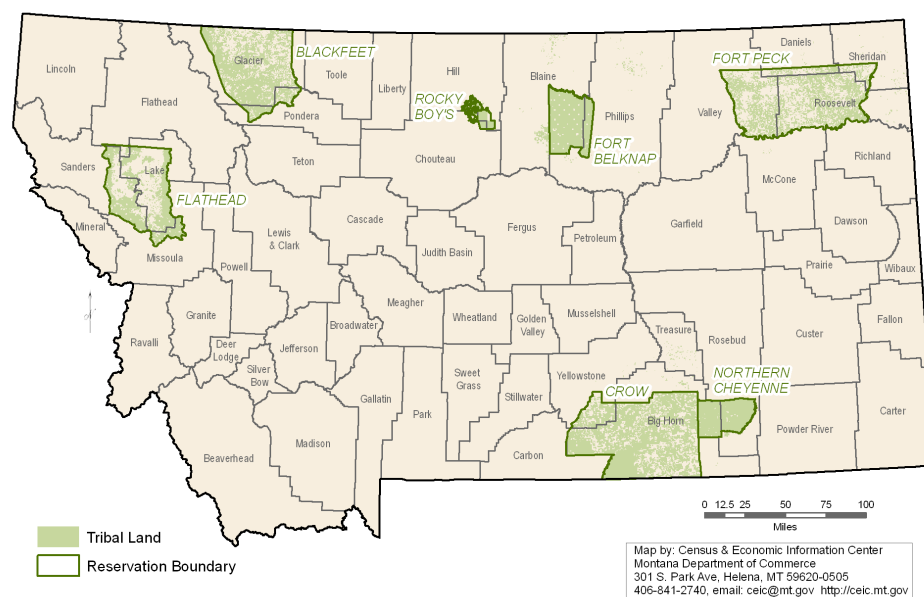 Daniels
Sheridan
BLACKFEET
FORT PECK
Glacier
Lincoln
Toole
Hill
Blaine
Liberty
Flathead
ROCKY
BOY'S
Valley
Roosevelt
Pondera
Phillips
Chouteau
FORT
BELKNAP
Teton
Richland
Sanders
Lake
McCone
FLATHEAD
Cascade
Fergus
Garfield
Dawson
Mineral
Lewis
& Clark
Judith Basin
Petroleum
Missoula
Powell
Prairie
Wibaux
Meagher
Granite
Broadwater
Wheatland
Golden
Valley
Musselshell
Treasure
Rosebud
Custer
Fallon
Ravalli
Deer
Lodge
Jefferson
Silver
Bow
Sweet
Grass
Yellowstone
NORTHERN
CHEYENNE
CROW
Gallatin
Park
Stillwater
Carter
Big Horn
Powder River
Madison
Carbon
Beaverhead
0 12.5 25 50 75 100
Miles
Tribal Land
Reservation Boundary
Map by: Census & Economic Information Center
Montana Department of Commerce
301 S. Park Ave, Helena, MT 59620-0505
406-841-2740, email: ceic@mt.gov http://ceic.mt.gov